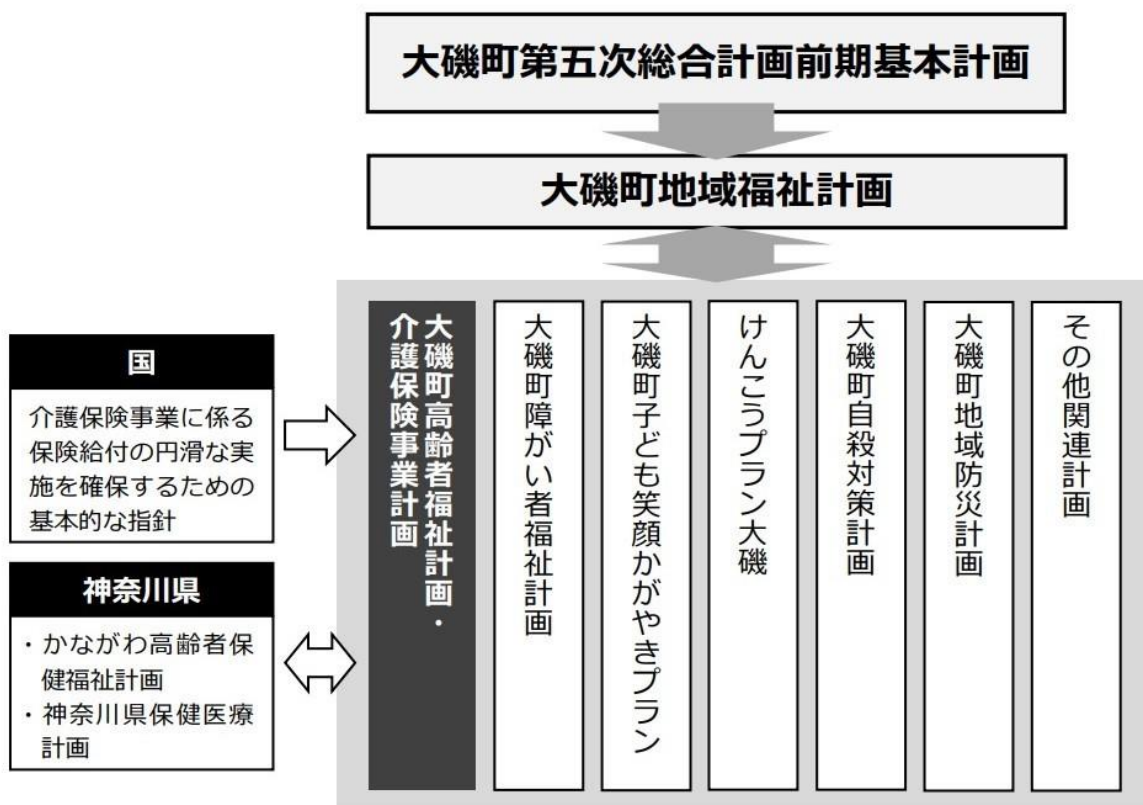 大磯町第五次総合計画前期基本計画
大磯町地域福祉計画
国
介護保険事業に係る
保険給付の円滑な実
施を確保するための
基本的な指針
神奈川県
・かながわ高齢者保
健福祉計画
・神奈川県保健医療
計画
大磯町高齢者福祉計画・
介護保険事業計画
大磯町障がい者福祉計画
大磯町子ども笑顔かがやきプラン
けんこうプラン大磯
大磯町自殺対策計画
大磯町地域防災計画
その他関連計画